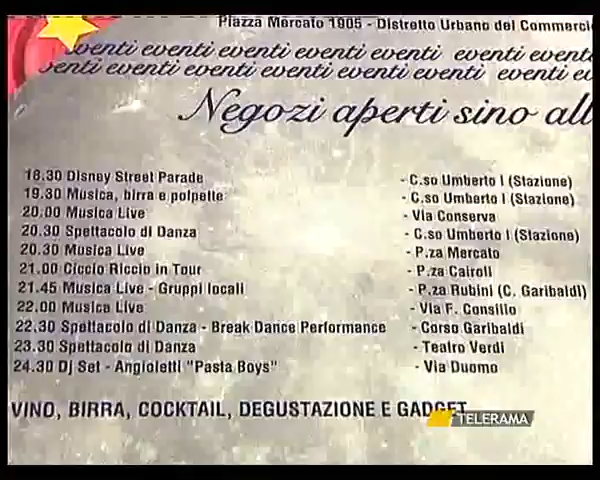 Piazza Mercato 1905 - Distretto Urbano del Commercio
eventi eventi eventi eventi eventi eventi eventi
eventi eventi eventi eventi eventi eventi eventi
Negozi aperti sino all
18.30 Disney Street Parade - C.so Umberto I (Stazione)
19.30 Musica, birra e polpette - C.so Umberto I (Stazione)
20.00 Musica Live - Via Conserva
20.30 Spettacolo di Danza - C.so Umberto I (Stazione)
20.30 Musica Live - P.za Mercato
21.00 Ciccio Riccio in Tour - P.za Cairoli
21.45 Musica Live - Gruppi locali - P.za Rubini (C. Garibaldi)
22.00 Musica Live - Via F. Consiglio
22.30 Spettacolo di Danza - Break Dance Performance - Corso Garibaldi
23.30 Spettacolo di Danza - Teatro Verdi
24.30 Dj Set - Angioletti "Pasta Boys" - Via Duomo
VINO, BIRRA, COCKTAIL, DEGUSTAZIONE E GADGET
TELERAMA